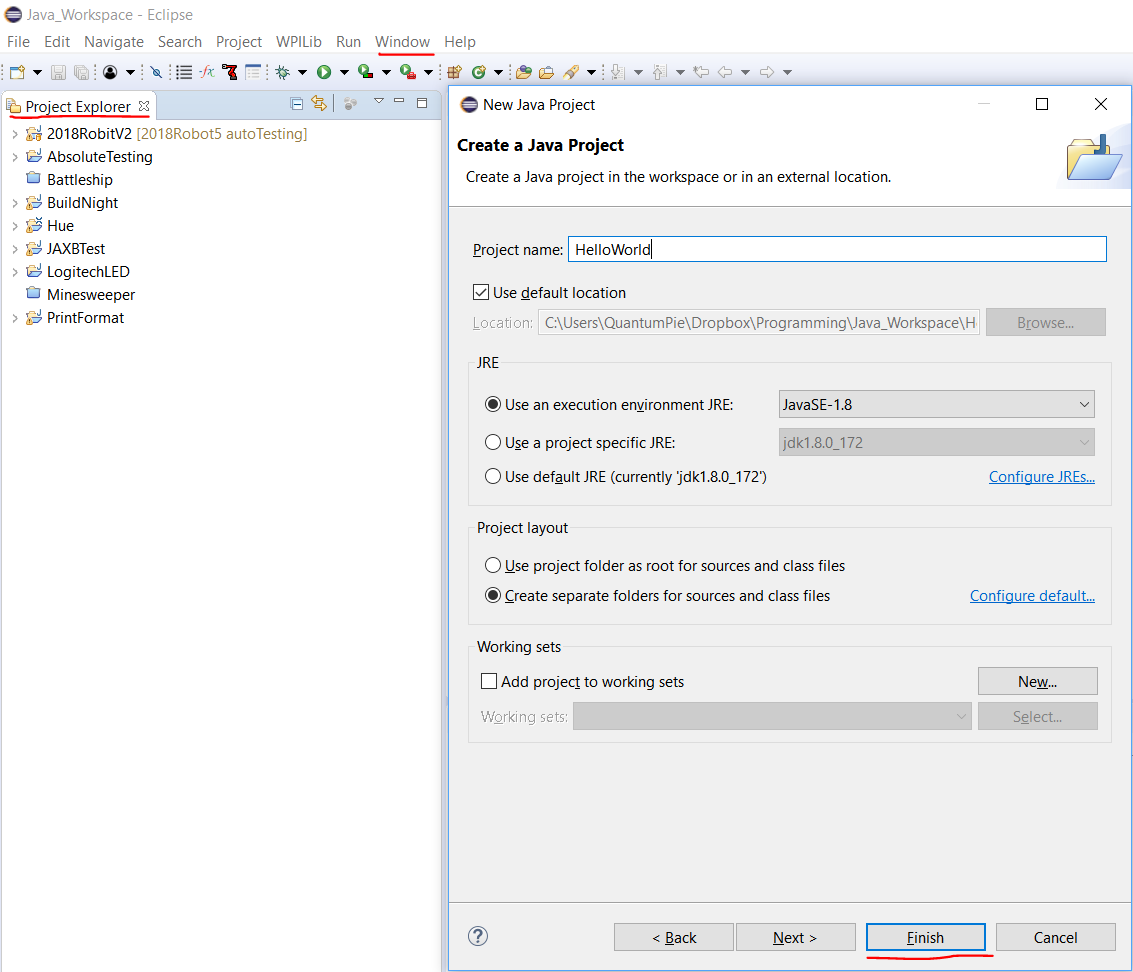 Java_Workspace - Eclipse
File Edit Navigate Search Project WPILib Run Window Help
Project Explorer
2018RobitV2 [2018Robot5 autoTesting]
AbsoluteTesting
Battleship
BuildNight
Hue
JAXBTest
LogitechLED
Minesweeper
PrintFormat
New Java Project
Create a Java Project
Create a Java project in the workspace or in an external location.
Project name: HelloWorld
Use default location
Location: C:\Users\QuantumPie\Dropbox\Programming\Java_Workspace\H Browse...
JRE
Use an execution environment JRE: JavaSE-1.8
Use a project specific JRE: jdk1.8.0_172
Use default JRE (currently 'jdk1.8.0_172') Configure JREs...
Project layout
Use project folder as root for sources and class files
Create separate folders for sources and class files Configure default...
Working sets
Add project to working sets New...
Working sets: Select...
? < Back Next > Finish Cancel